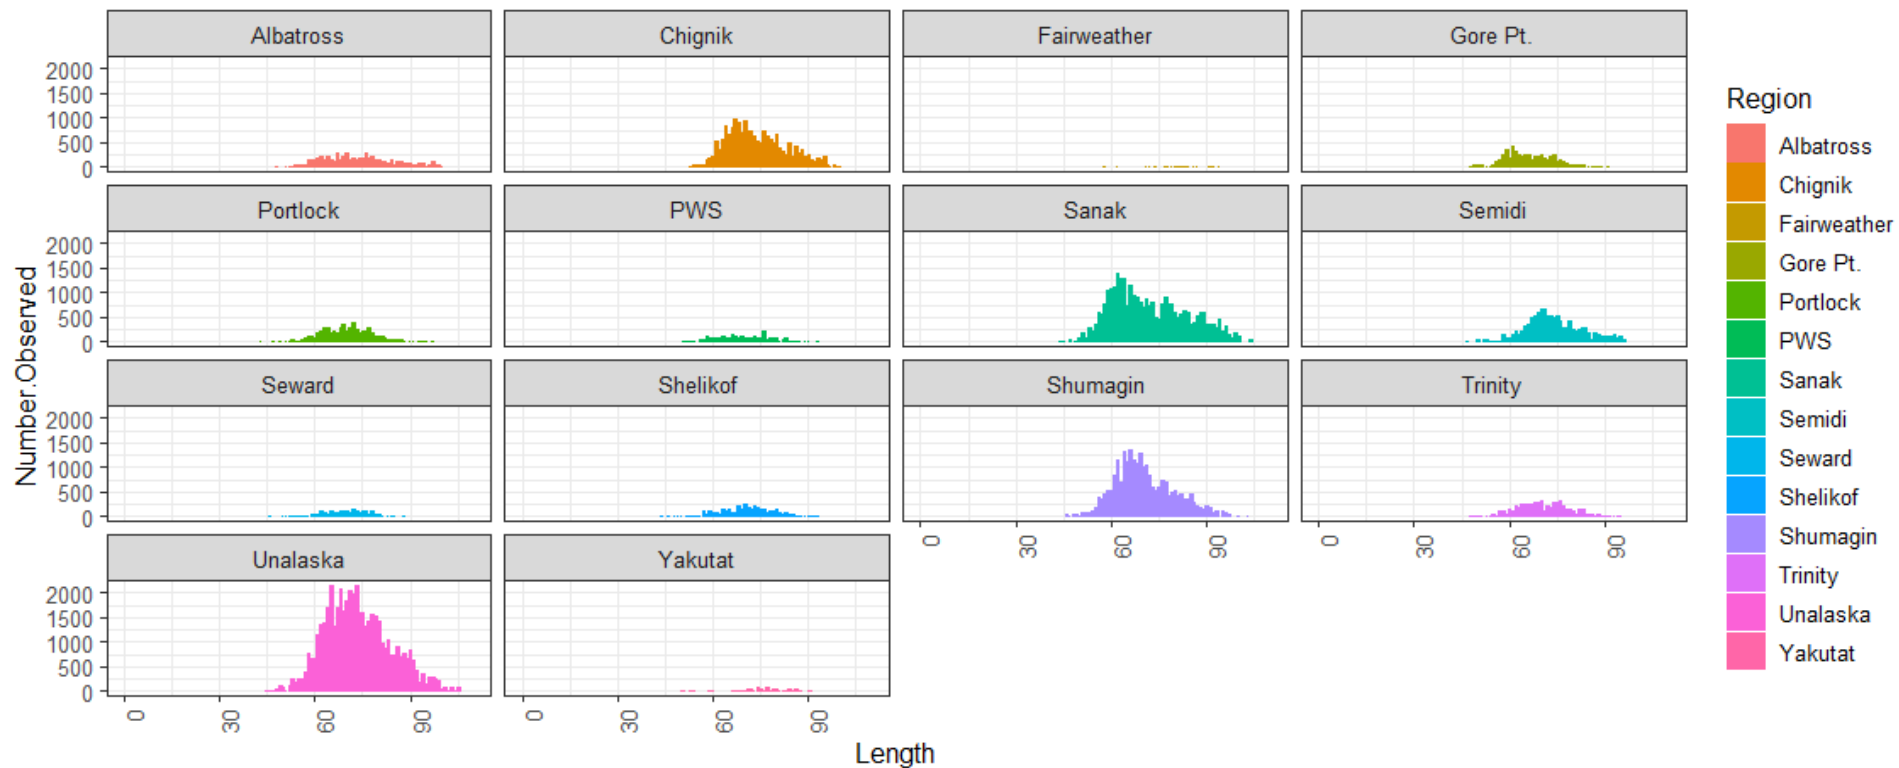 Albatross Chignik Fairweather Gore Pt.
2000
1500
1000
500
0
Portlock PWS Sanak Semidi
2000
1500
1000
500
0
Seward Shelikof Shumagin Trinity
2000
1500
1000
500
0
0 30 60 90 0 30 60 90
Unalaska Yakutat
2000
1500
1000
500
0
0 30 60 90 0 30 60 90
Number.Observed
Length
Region
Albatross
Chignik
Fairweather
Gore Pt.
Portlock
PWS
Sanak
Semidi
Seward
Shelikof
Shumagin
Trinity
Unalaska
Yakutat